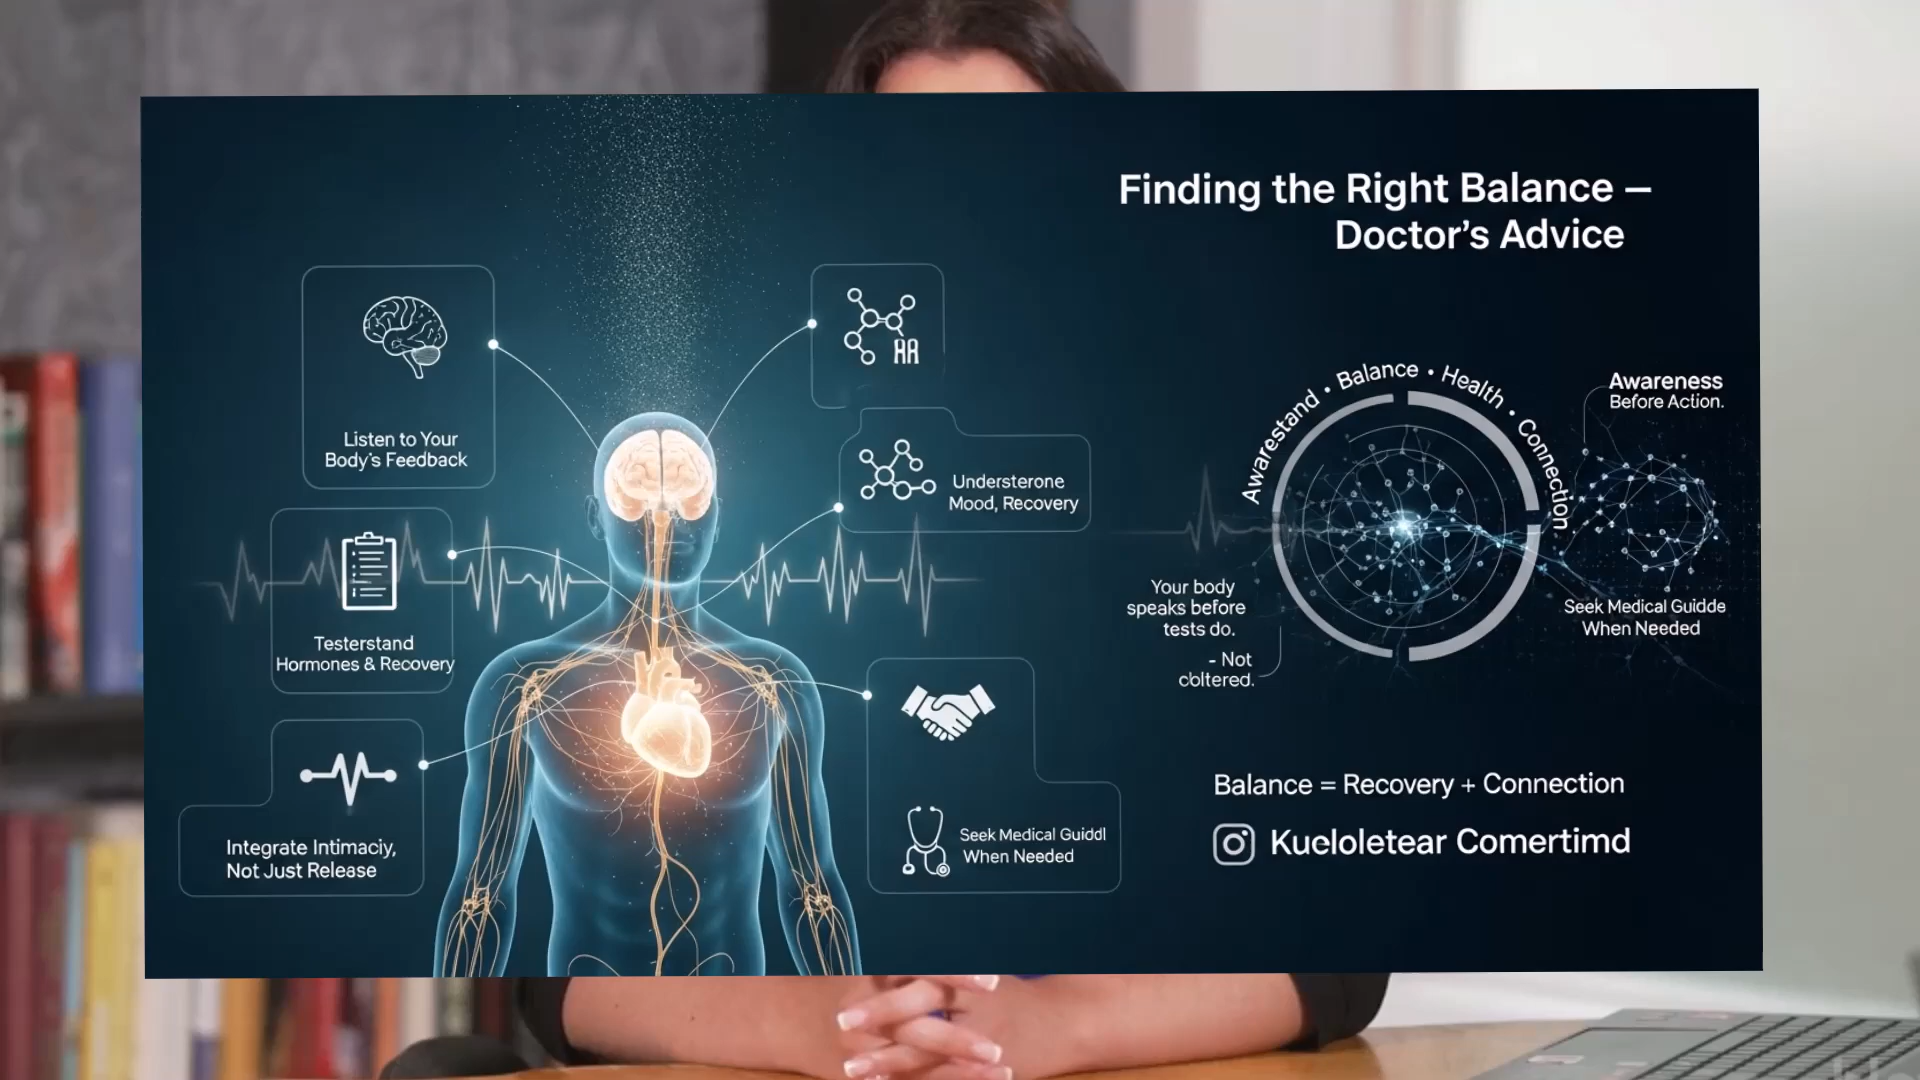 Finding the Right Balance –
Doctor's Advice
Listen to Your
Body's Feedback
Testerstand
Hormones & Recovery
Integrate Intimaciy,
Not Just Release
Understerone
Mood, Recovery
Seek Medical Guiddl
When Needed
Awarestand • Balance • Health • Connection
Awareness
Before Action.
Your body
speaks before
tests do.
- Not
cbltered.
Seek Medical Guidde
When Needed
Balance = Recovery + Connection
Kueloletear Comertimd